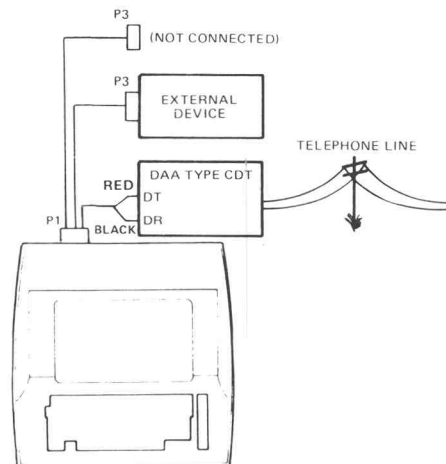 P3
(NOT CONNECTED)
P3
EXTERNAL
DEVICE
TELEPHONE LINE
DAA TYPE CDT
RED
DT
DR
P1
BLACK